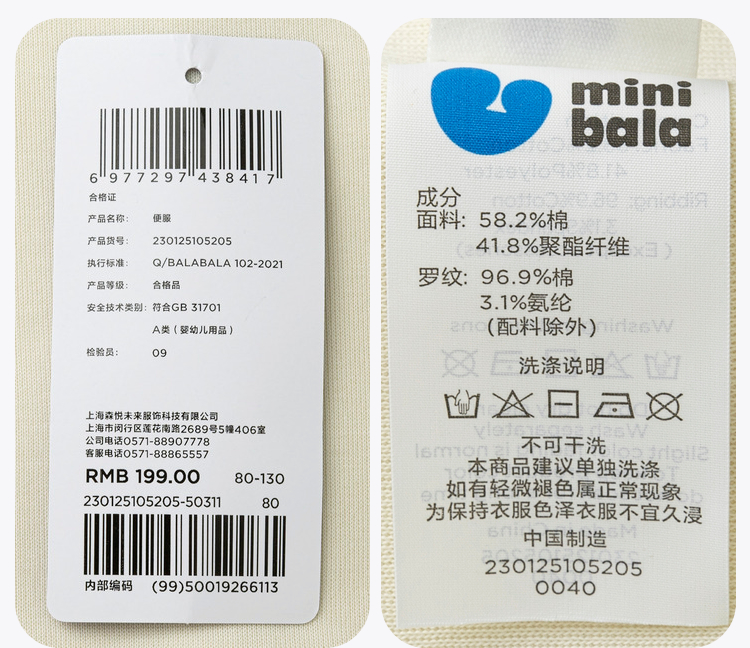 6 977297 438417
合格证
产品名称: 便服
产品货号: 230125105205
执行标准: Q/BALABALA 102-2021
产品等级: 合格品
安全技术类别: 符合GB 31701
A类 (婴幼儿用品)
检验员: 09
上海森悦未来服饰科技有限公司
上海市闵行区莲花南路2689号5幢406室
公司电话0571-88907778
客服电话0571-88865557
RMB 199.00 80-130
230125105205-50311 80
内部编码 (99)50019266113
mini
bala
成分
面料: 58.2%棉
41.8%聚酯纤维
罗纹: 96.9%棉
3.1%氨纶
(配料除外)
洗涤说明
不可干洗
本商品建议单独洗涤
如有轻微褪色属正常现象
为保持衣服色泽衣服不宜久浸
中国制造
230125105205
0040